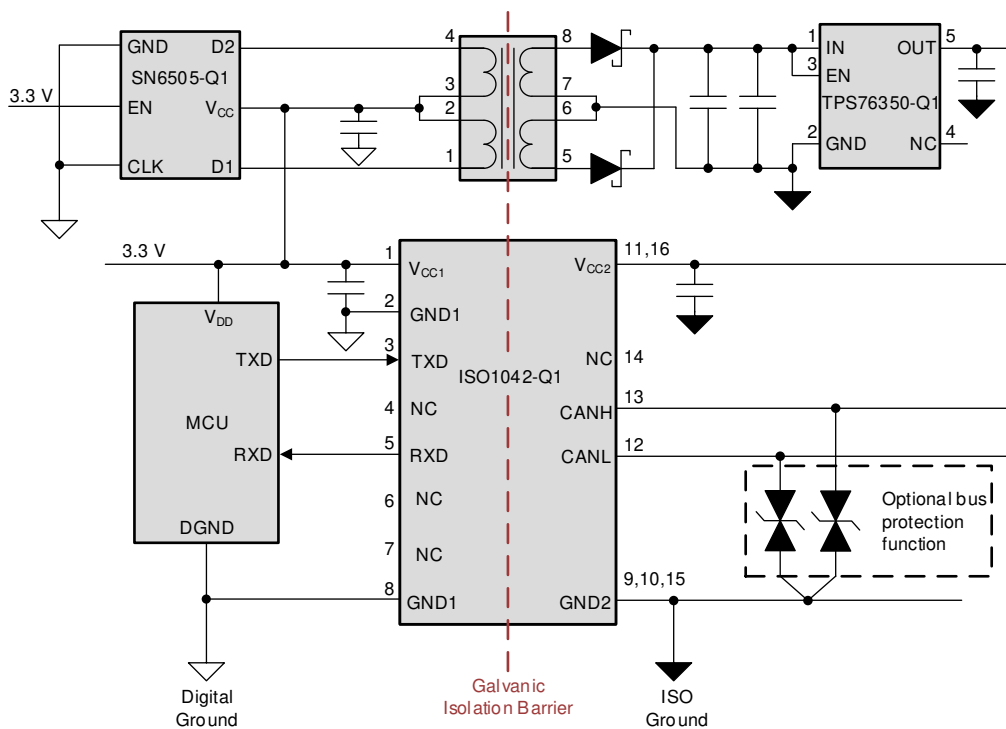 GND D2
SN6505-Q1
3.3 V EN VCC
CLK D1
4
3
2
1
8
7
6
5
1 IN OUT 5
3 EN
TPS76350-Q1
2 GND NC 4
3.3 V
VDD
TXD
MCU
RXD
DGND
1 VCC1
2 GND1
3 TXD
4 NC
5 RXD
6 NC
7 NC
8 GND1
ISO1042-Q1
VCC2 11,16
NC 14
CANH 13
CANL 12
GND2 9,10,15
Optional bus
protection
function
Digital
Ground
Galvanic
Isolation Barrier
ISO
Ground